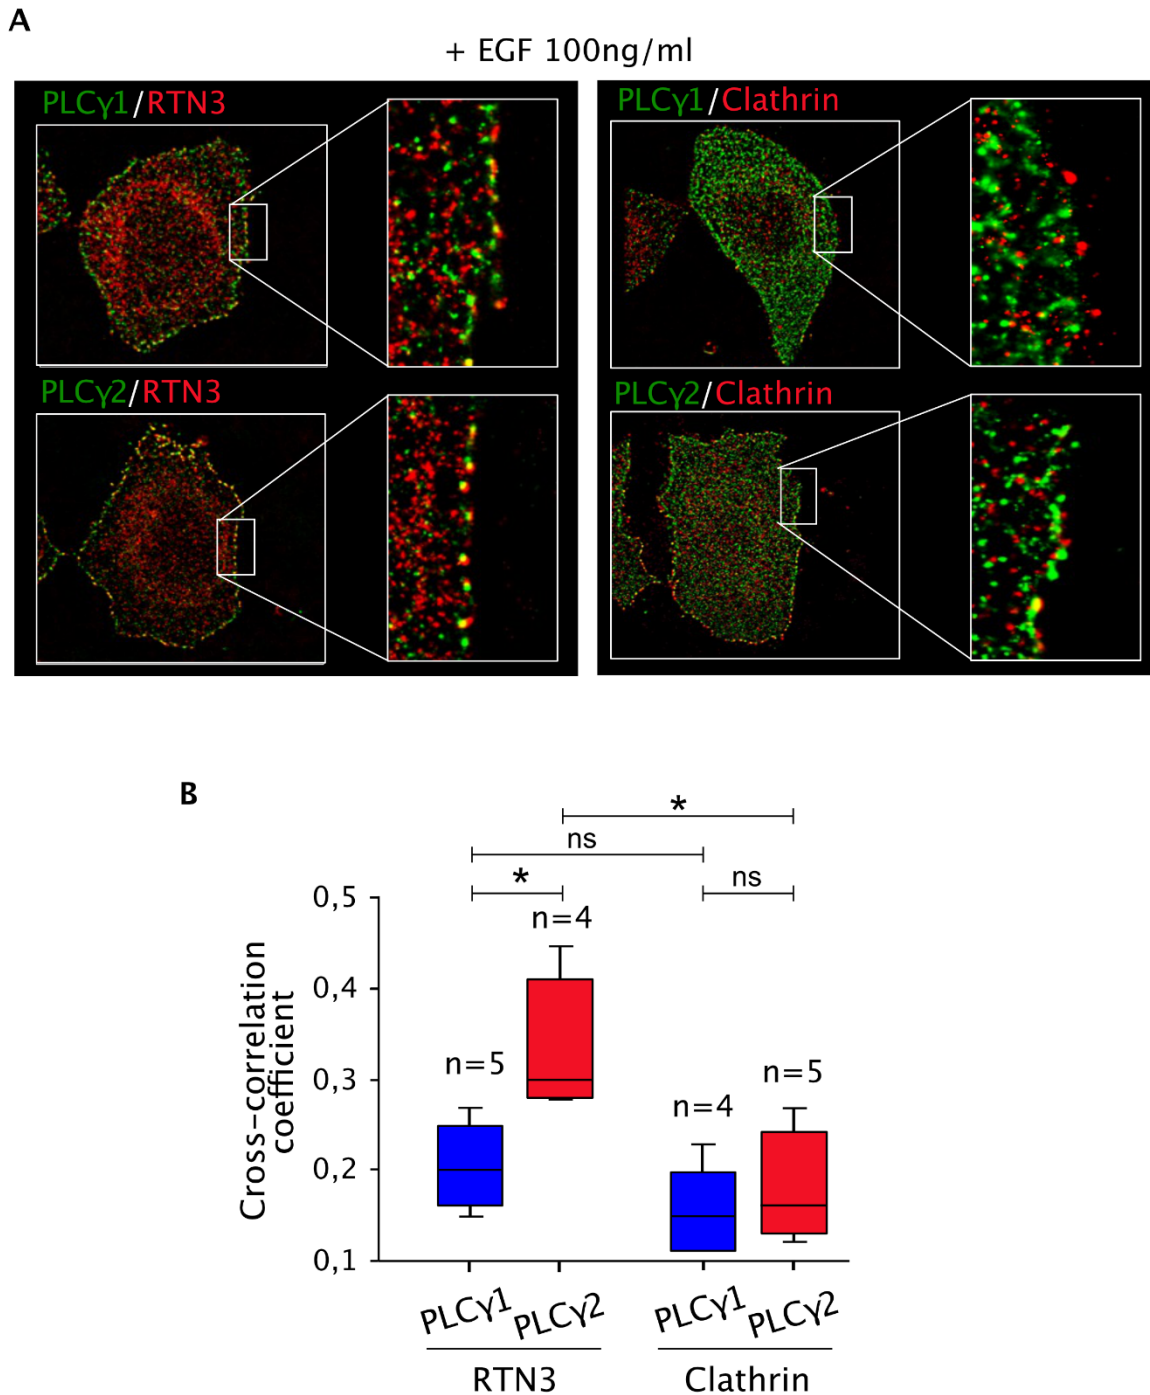 A
+ EGF 100ng/ml
PLCγ1/RTN3
PLCγ1/Clathrin
PLCγ2/RTN3
PLCγ2/Clathrin
B
*
ns
*
ns
0,5
0,4
0,3
0,2
0,1
Cross-correlation
coefficient
n=5
n=4
n=4
n=5
PLCγ1
PLCγ2
PLCγ1
PLCγ2
RTN3
Clathrin